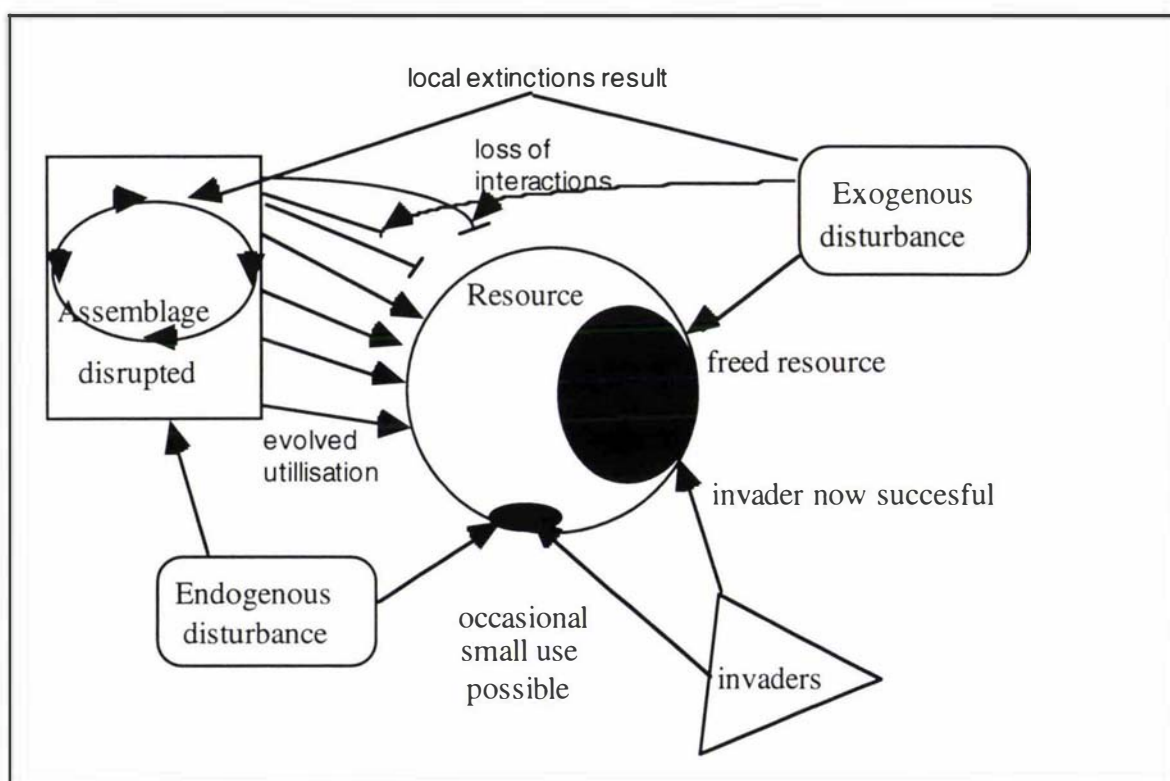 local extinctions result
loss of
interactions
Exogenous
disturbance
Resource
Assemblage
disrupted
freed resource
evolved
utillisation
invader now succesful
Endogenous
disturbance
occasional
small use
possible
invaders